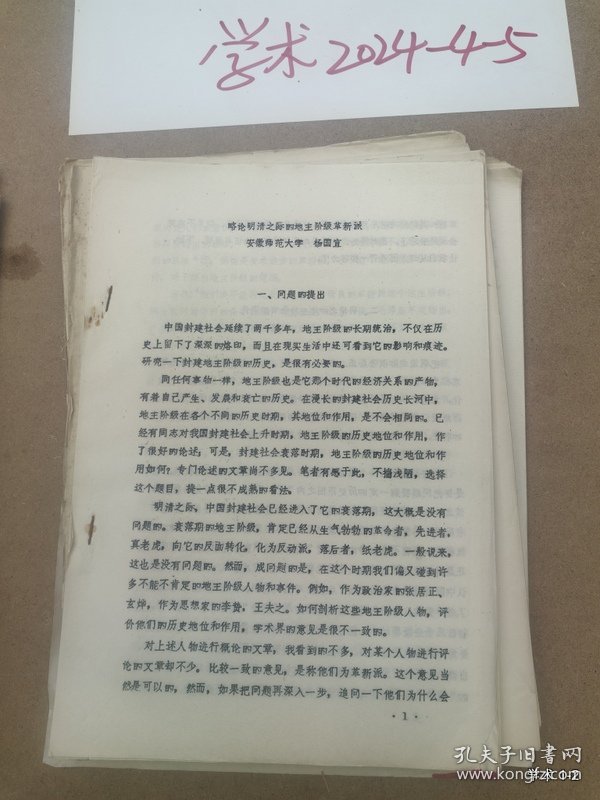 学术2024-4-5
略论明清之际的地主阶级革新派
安徽师范大学 杨国宜
一、问题的提出
中国封建社会延续了两千多年，地主阶级的长期统治，不仅在历
史上留下了深深的烙印，而且在现实生活中还可看到它的影响和痕迹。
研究一下封建地主阶级的历史，是很有必要的。
同任何事物一样，地主阶级也是它那个时代的经济关系的产物，
有着自己产生、发展和衰亡的历史。在漫长的封建社会历史长河中，
地主阶级在各个不同的历史时期，其地位和作用，是不会相同的。已
经有同志对我国封建社会上升时期，地主阶级的历史地位和作用，作
了很好的论述；可是，封建社会衰落时期，地主阶级的历史地位和作
用如何？专门论述的文章尚不多见。笔者有感于此，不揣浅陋，选择
这个题目，谈一点很不成熟的看法。
明清之际，中国封建社会已经进入了它的衰落期，这大概是没有
问题的。衰落期的地主阶级，肯定已经从生气勃勃的革命者，先进者，
真老虎，向它的反面转化，化为反动派，落后者，纸老虎。一般说来，
这也是没有问题的。然而，成问题的是，在这个时期我们偏又碰到许
多不能不肯定的地主阶级人物和事件。例如，作为政治家的张居正、
玄烨，作为思想家的李贽，王夫之。如何剖析这些地主阶级人物，评
价他们的历史地位和作用，学术界的意见是很不一致的。
对上述人物进行概论的文章，我看到的不多，对某个人物进行评
论的文章却不少。比较一致的意见，是称他们为革新派。这个意见当
然是可以的，然而，如果把问题再深入一步，追问一下他们为什么会
·1·
孔夫子旧书网
www.kongfz.com
学术1-21